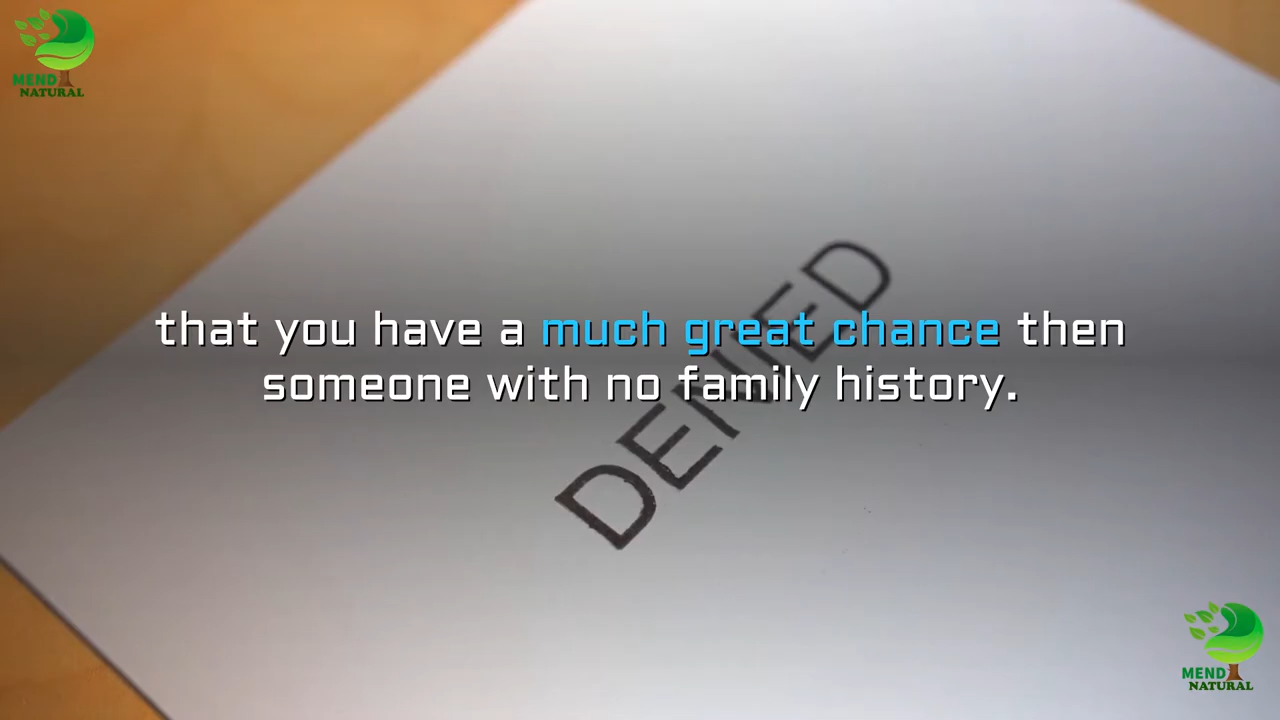 MEND
NATURAL
that you have a much great chance then
someone with no family history.
DENIED
MEND
NATURAL